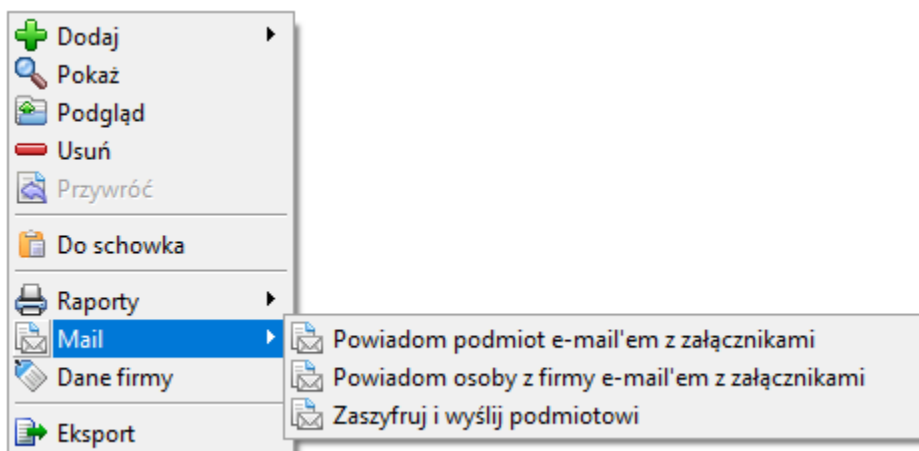 Dodaj
Pokaż
Podgląd
Usuń
Przywróć
Do schowka
Raporty
Mail
Powiadom podmiot e-mail'em z załącznikami
Dane firmy
Powiadom osoby z firmy e-mail'em z załącznikami
Zaszyfruj i wyślij podmiotowi
Eksport